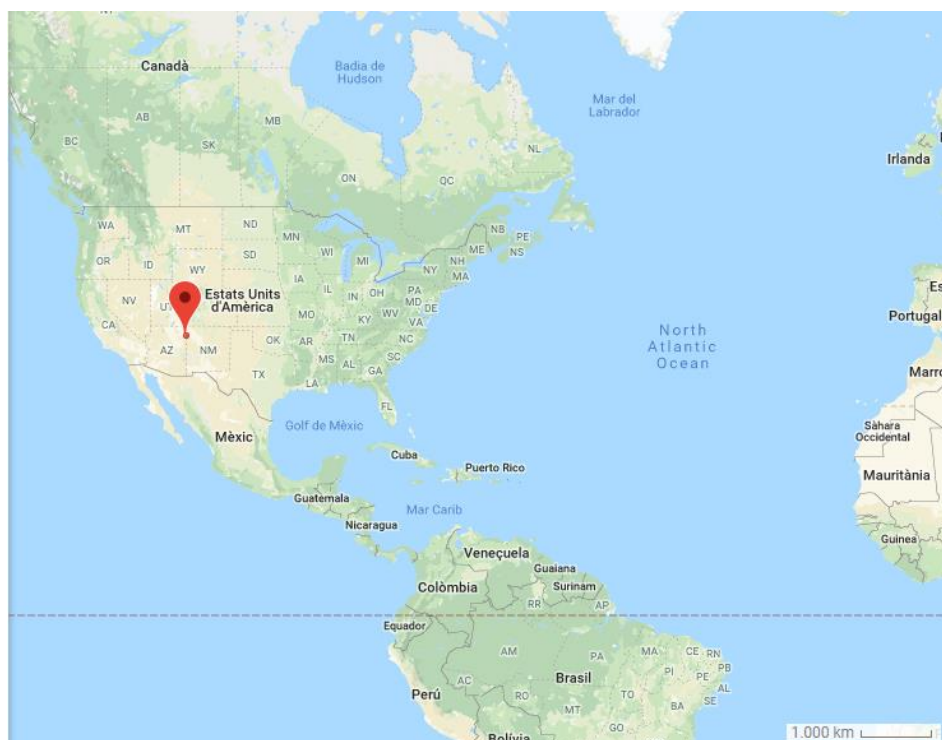 Canadà
Badia de
Hudson
Mar del
Labrador
AB
MB
BC
SK
NL
Irlanda
ON
QC
WA
MT
ND
MN
NB
PE
OR
ID
SD
WI
MI
ME
NS
WY
NY
NH
MA
IA
Estats Units
d'Amèrica
NV
UT
IL
IN
OH
PA
MD
DE
Es
Portugal
CA
MO
KY
WV
VA
North
Atlantic
Ocean
AZ
NM
OK
AR
TN
NC
MS
AL
SC
GA
TX
LA
Marro
FL
Golf de Mèxic
Sàhara
Occidental
Mèxic
Cuba
Puerto Rico
Mauritània
Guatemala
Mar Carib
Nicaragua
Guinea
Veneçuela
Guaiana
Colòmbia
Surinam
RR
AP
Equador
AM
PA
MA
CE
RN
PB
AC
Brasil
PI
PE
AL
Perú
RO
TO
SE
MT
BA
GO
Bolívia
1.000 km